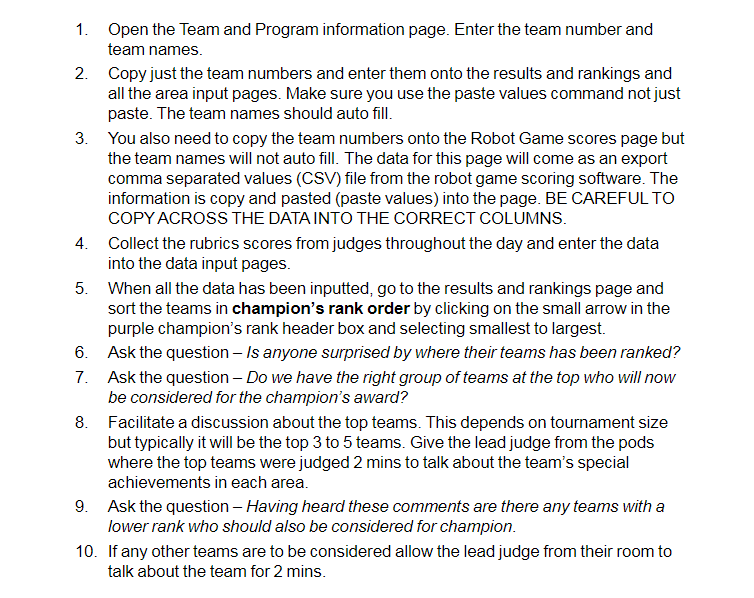 1. Open the Team and Program information page. Enter the team number and
team names.
2. Copy just the team numbers and enter them onto the results and rankings and
all the area input pages. Make sure you use the paste values command not just
paste. The team names should auto fill.
3. You also need to copy the team numbers onto the Robot Game scores page but
the team names will not auto fill. The data for this page will come as an export
comma separated values (CSV) file from the robot game scoring software. The
information is copy and pasted (paste values) into the page. BE CAREFUL TO
COPY ACROSS THE DATA INTO THE CORRECT COLUMNS.
4. Collect the rubrics scores from judges throughout the day and enter the data
into the data input pages.
5. When all the data has been inputted, go to the results and rankings page and
sort the teams in champion's rank order by clicking on the small arrow in the
purple champion's rank header box and selecting smallest to largest.
6. Ask the question – Is anyone surprised by where their teams has been ranked?
7. Ask the question – Do we have the right group of teams at the top who will now
be considered for the champion's award?
8. Facilitate a discussion about the top teams. This depends on tournament size
but typically it will be the top 3 to 5 teams. Give the lead judge from the pods
where the top teams were judged 2 mins to talk about the team's special
achievements in each area.
9. Ask the question – Having heard these comments are there any teams with a
lower rank who should also be considered for champion.
10. If any other teams are to be considered allow the lead judge from their room to
talk about the team for 2 mins.